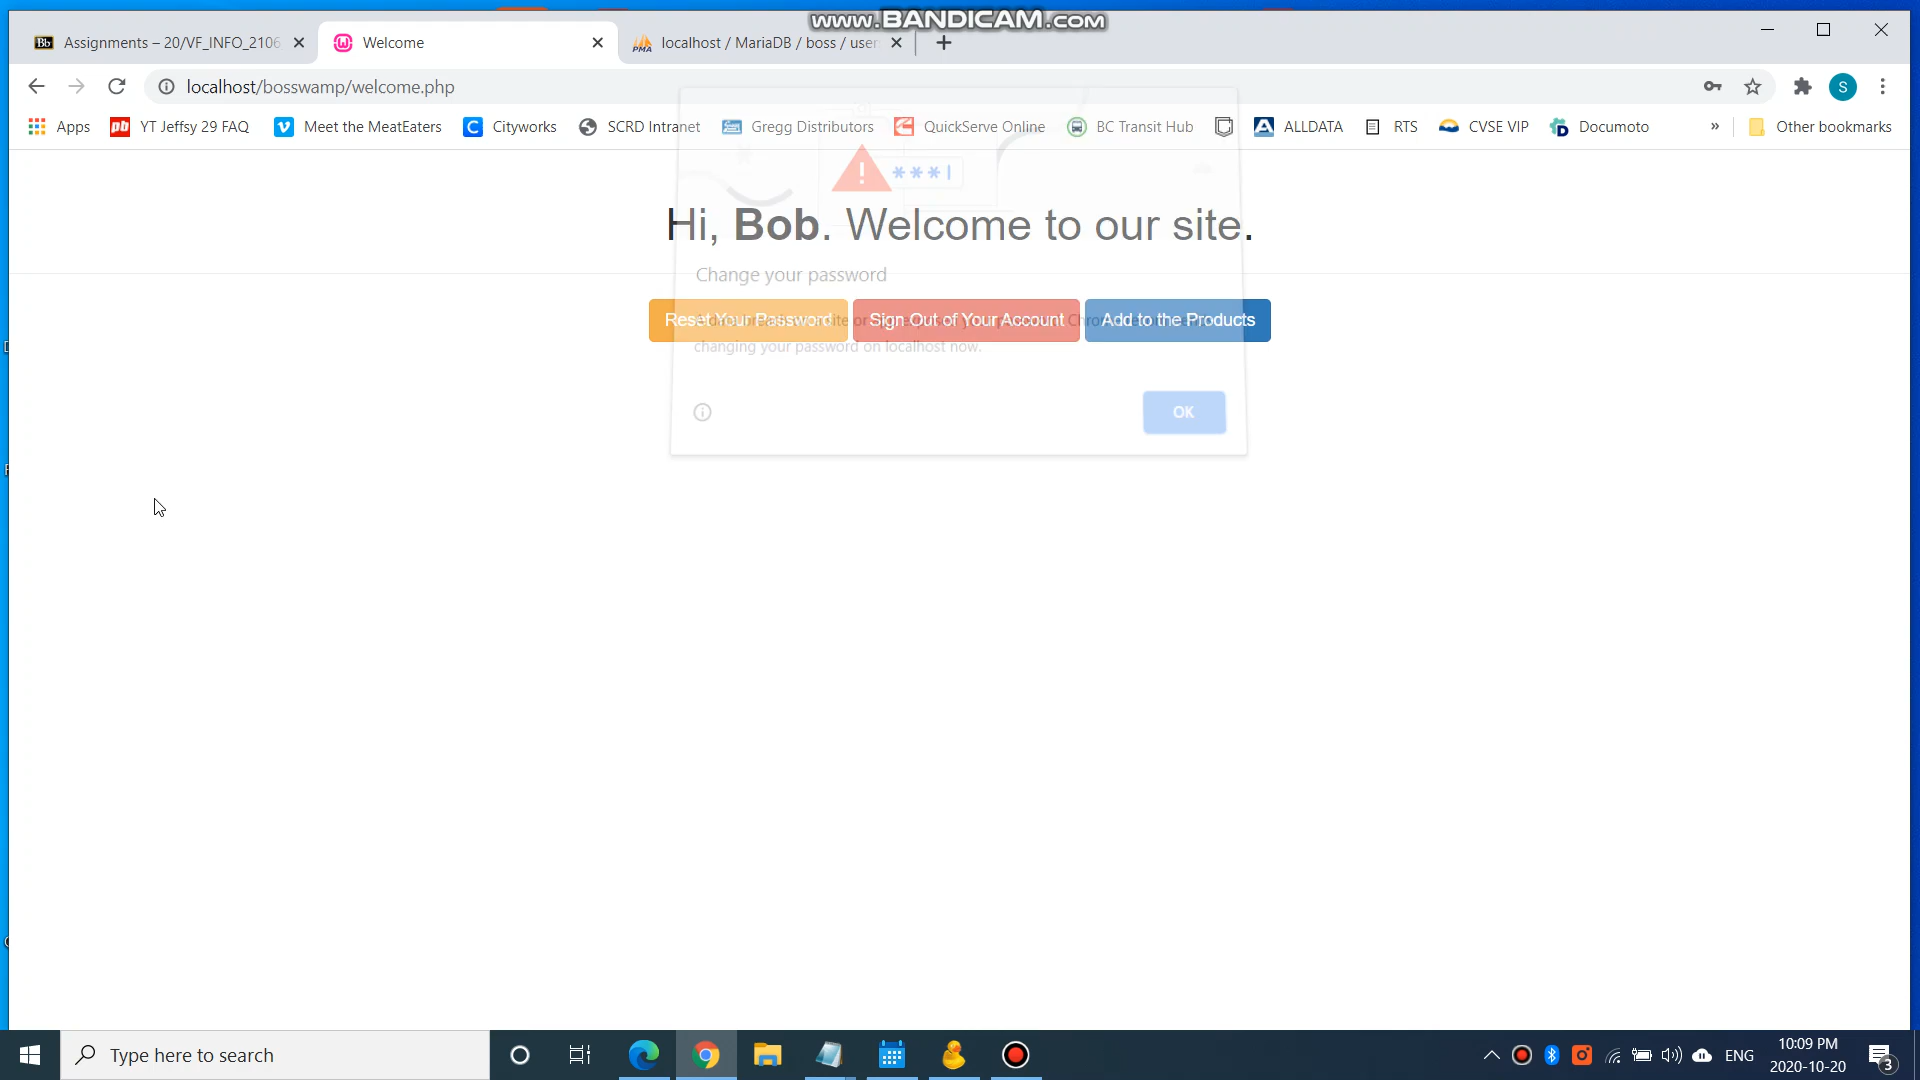 www.BANDICAM.com
Bb Assignments – 20/VF_INFO_2106
Welcome
PMA localhost / MariaDB / boss / user
localhost/bosswamp/welcome.php
S
Apps
pb YT Jeffsy 29 FAQ
Meet the MeatEaters
C Cityworks
SCRD Intranet
Gregg Distributors
QuickServe Online
BC Transit Hub
ALLDATA
RTS
CVSE VIP
Documoto
»
Other bookmarks
***|
Hi, Bob. Welcome to our site.
Change your password
Reset Your Password
Sign Out of Your Account
Add to the Products
changing your password on localhost now.
OK
Type here to search
ENG
10:09 PM
2020-10-20
3